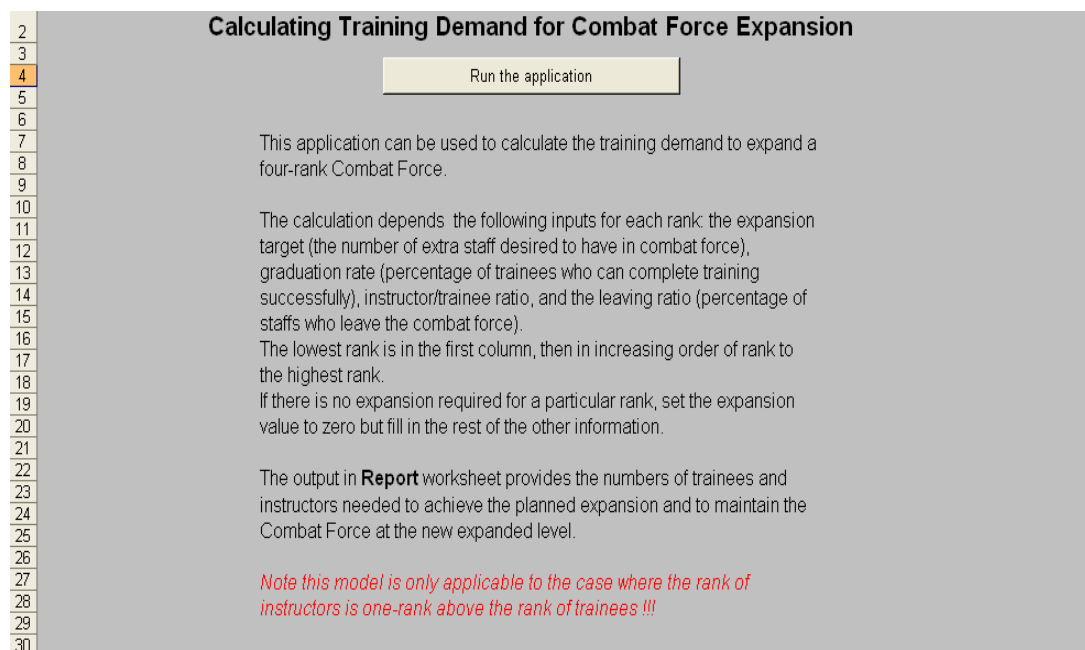 2
Calculating Training Demand for Combat Force Expansion
3
4
Run the application
5
6
7
This application can be used to calculate the training demand to expand a
8
four-rank Combat Force.
9
10
The calculation depends the following inputs for each rank: the expansion
11
target (the number of extra staff desired to have in combat force),
12
graduation rate (percentage of trainees who can complete training
13
successfully), instructor/trainee ratio, and the leaving ratio (percentage of
14
staffs who leave the combat force).
15
The lowest rank is in the first column, then in increasing order of rank to
16
the highest rank.
17
If there is no expansion required for a particular rank, set the expansion
18
value to zero but fill in the rest of the other information.
19
20
21
The output in Report worksheet provides the numbers of trainees and
22
instructors needed to achieve the planned expansion and to maintain the
23
Combat Force at the new expanded level.
24
25
26
Note this model is only applicable to the case where the rank of
27
instructors is one-rank above the rank of trainees !!!
28
29
30